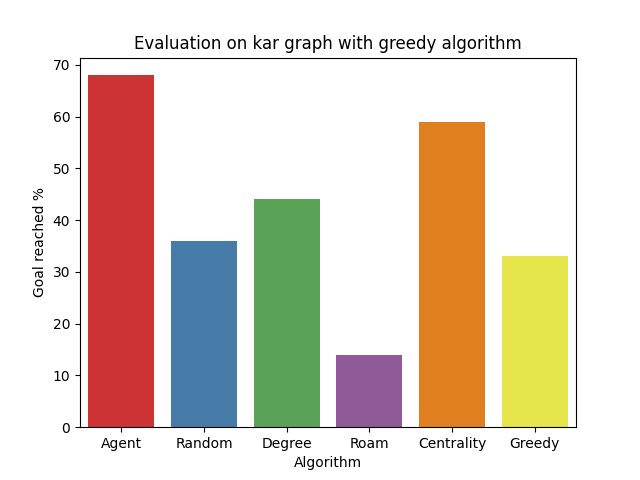 Evaluation on kar graph with greedy algorithm
70
60
50
40
30
20
10
0
Goal reached %
Agent Random Degree Roam Centrality Greedy
Algorithm